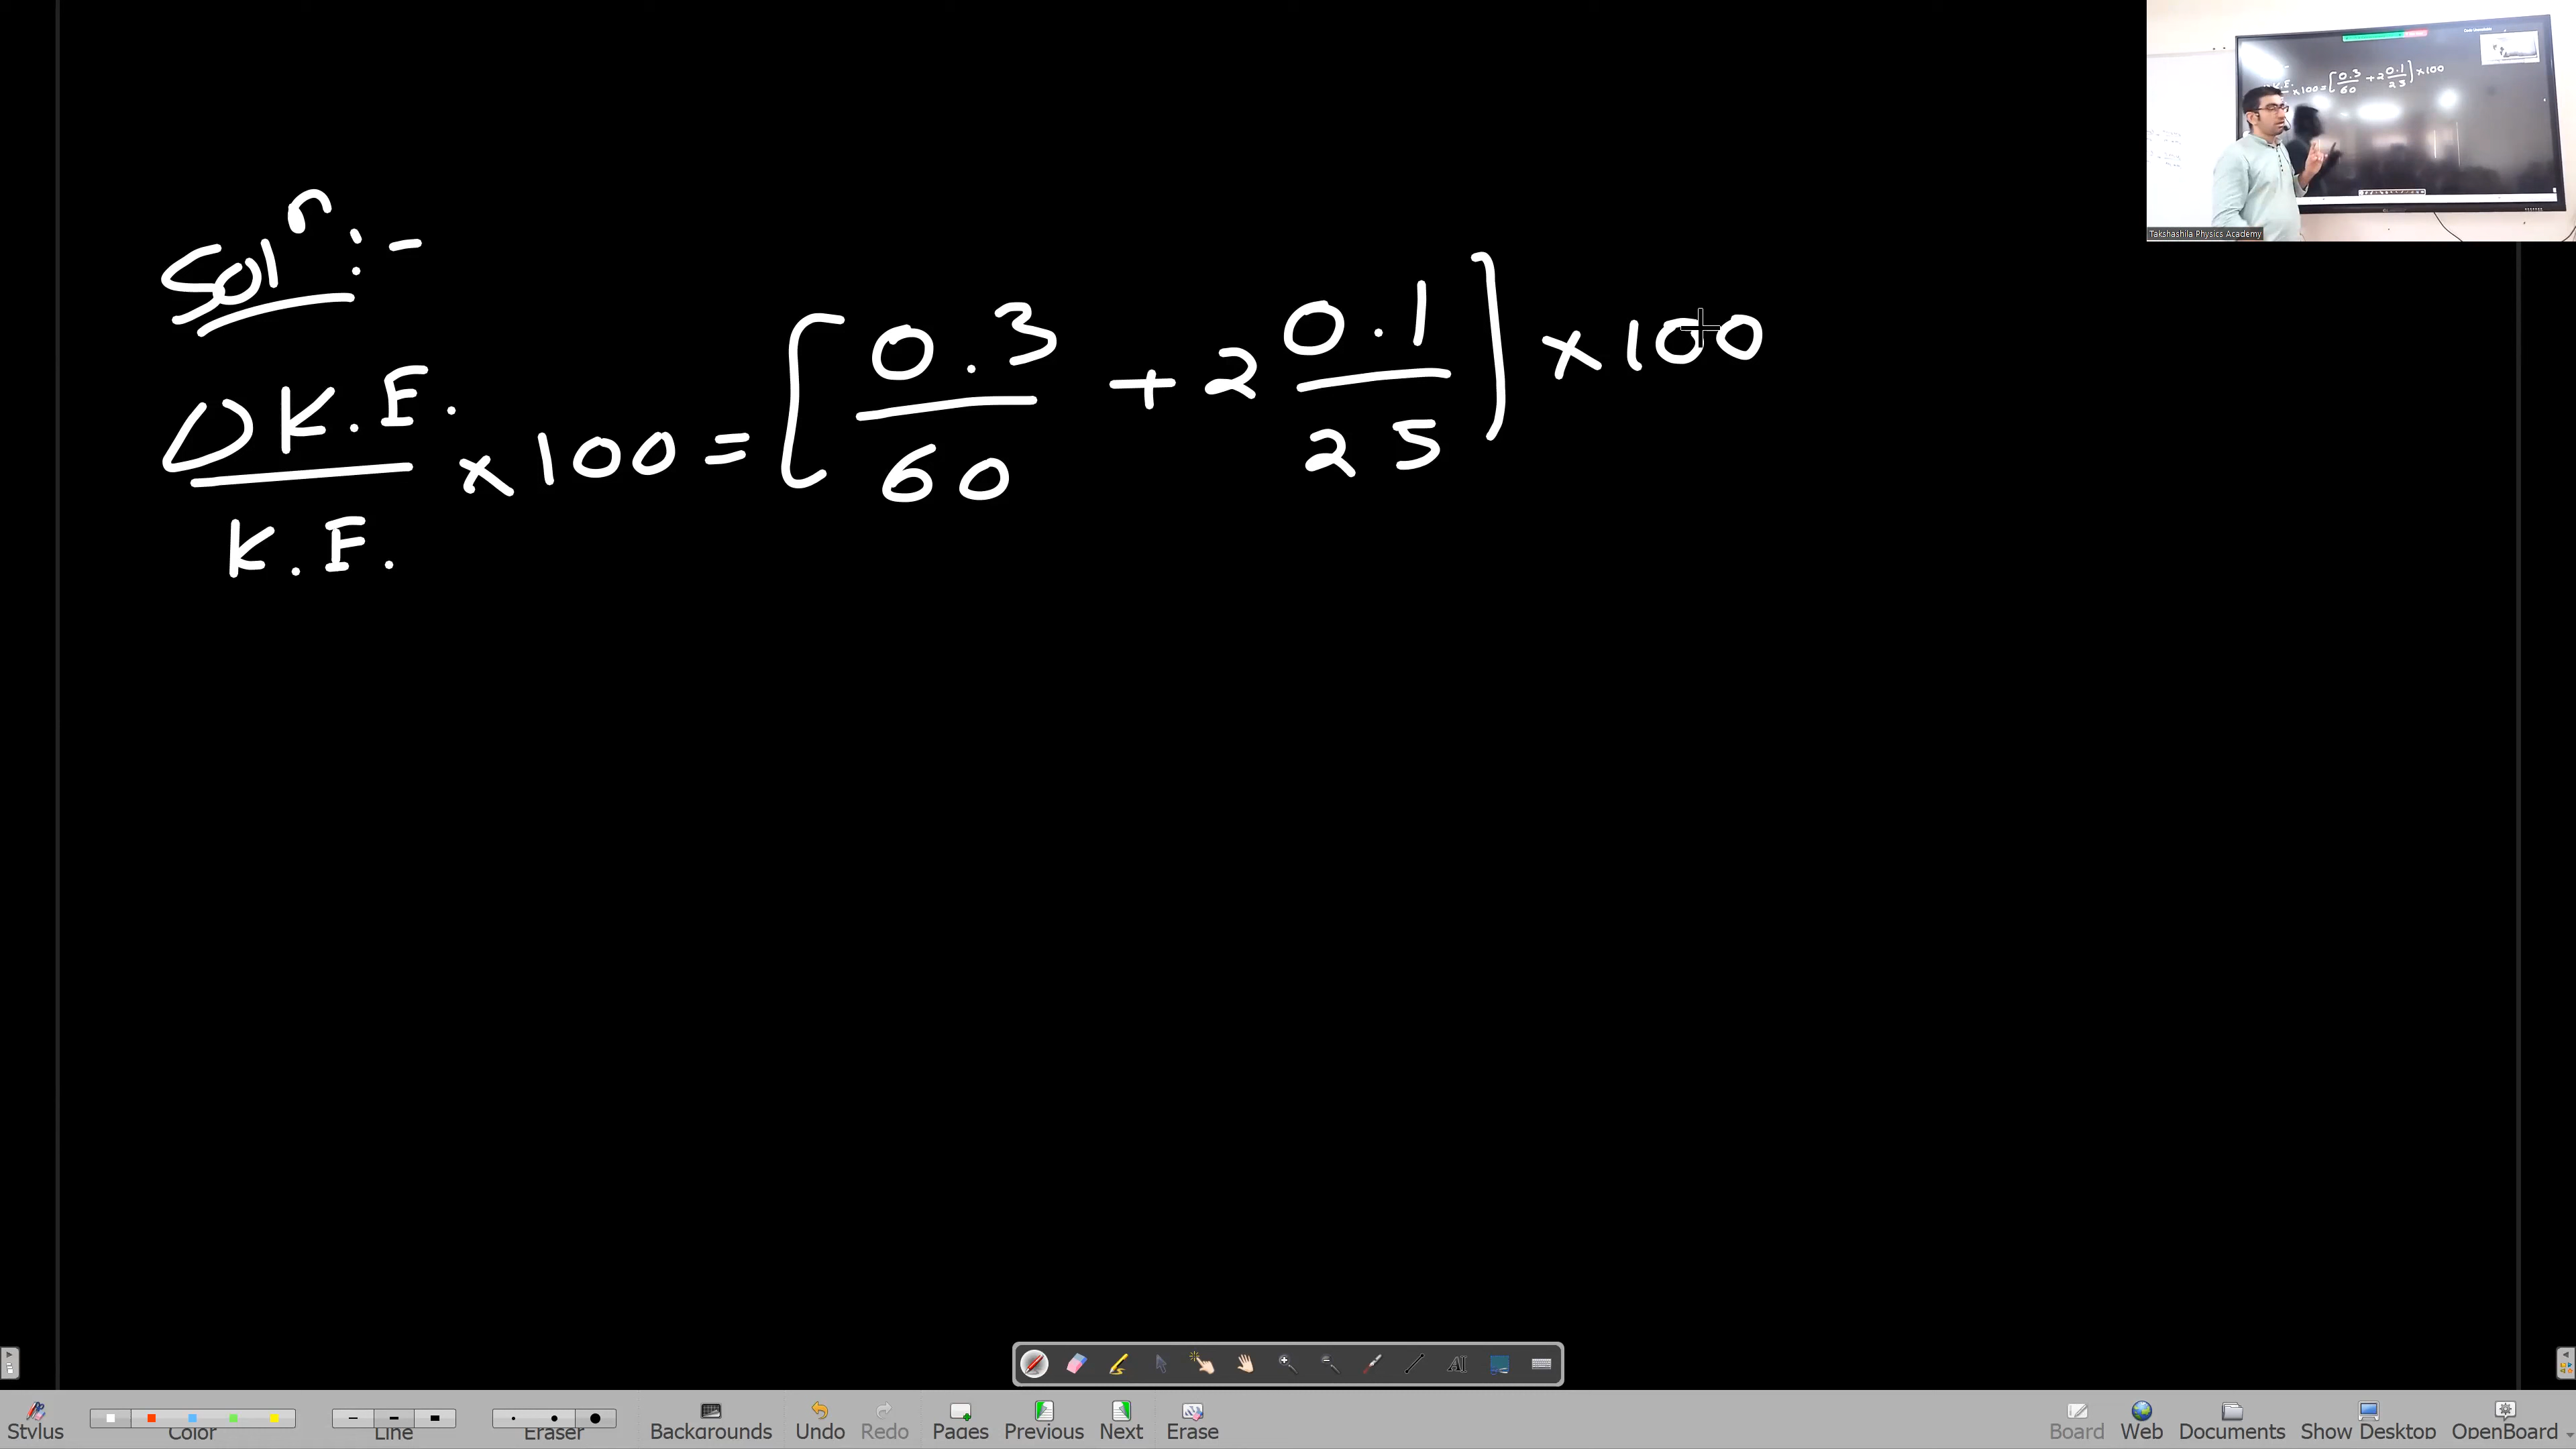 Solⁿ :-
ΔK.E./K.E. ×100 = [0.3/60 + 2 0.1/25] ×100
Takshashila Physics Academy
Stylus Color Line Eraser Backgrounds Undo Redo Pages Previous Next Erase Board Web Documents Show Desktop OpenBoard